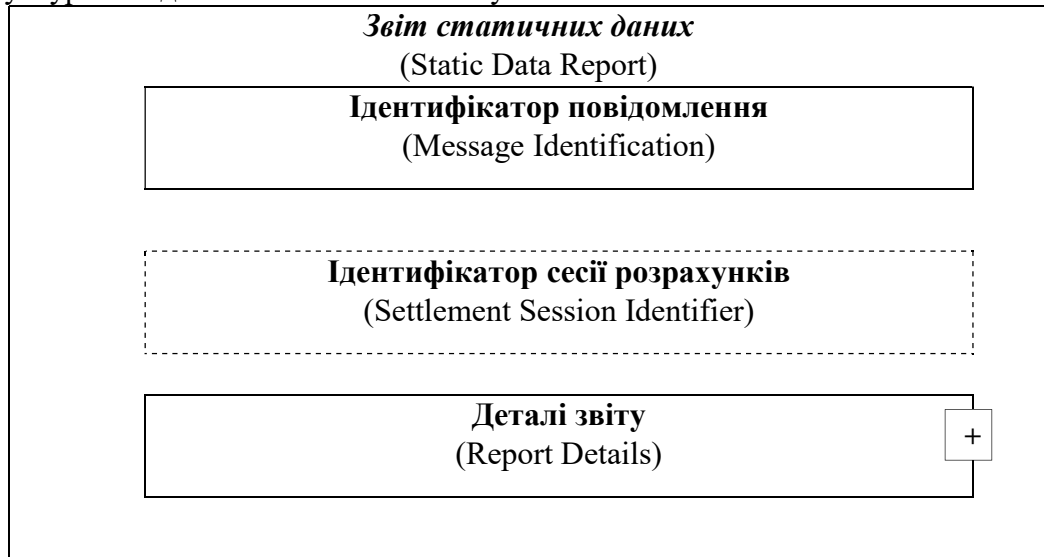 Звіт статичних даних
(Static Data Report)
Ідентифікатор повідомлення
(Message Identification)
Ідентифікатор сесії розрахунків
(Settlement Session Identifier)
Деталі звіту
(Report Details)
+